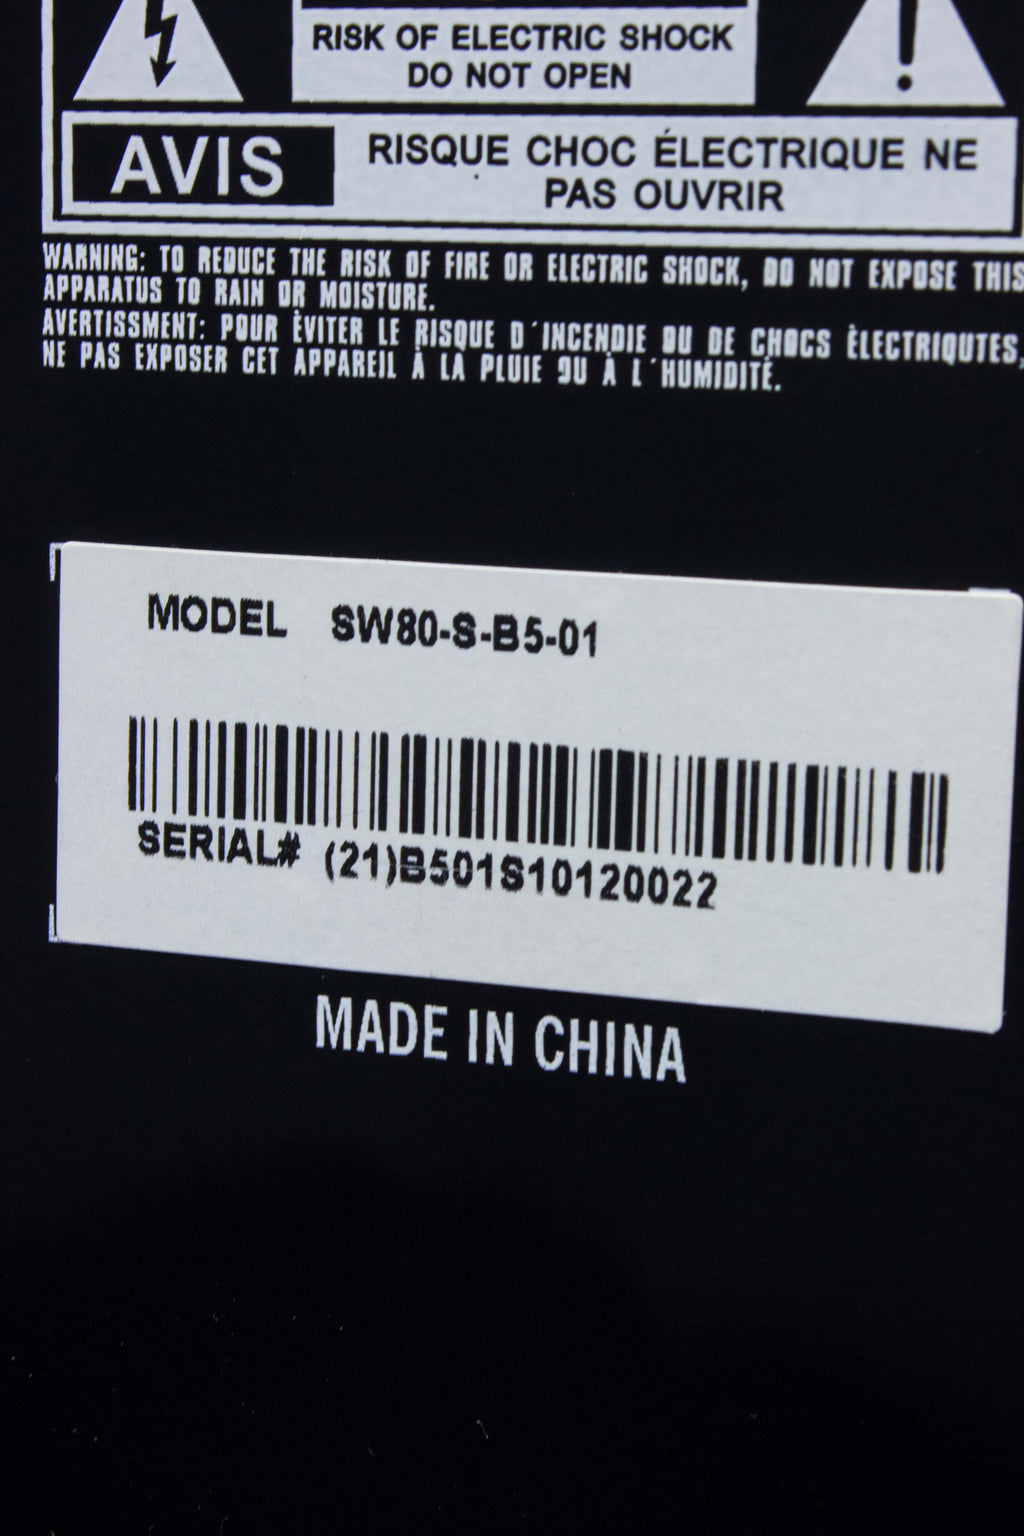 RISK OF ELECTRIC SHOCK
DO NOT OPEN
AVIS
RISQUE CHOC ÉLECTRIQUE NE
PAS OUVRIR
WARNING: TO REDUCE THE RISK OF FIRE OR ELECTRIC SHOCK, DO NOT EXPOSE THIS
APPARATUS TO RAIN OR MOISTURE.
AVERTISSMENT: POUR ÈVITER LE RISQUE D´INCENDIE OU DE CHOCS ÈLECTRIQUTES,
NE PAS EXPOSER CET APPAREIL À LA PLUIE OU À L´HUMIDITÉ.
MODEL SW80-S-B5-01
SERIAL# (21)B501S10120022
MADE IN CHINA